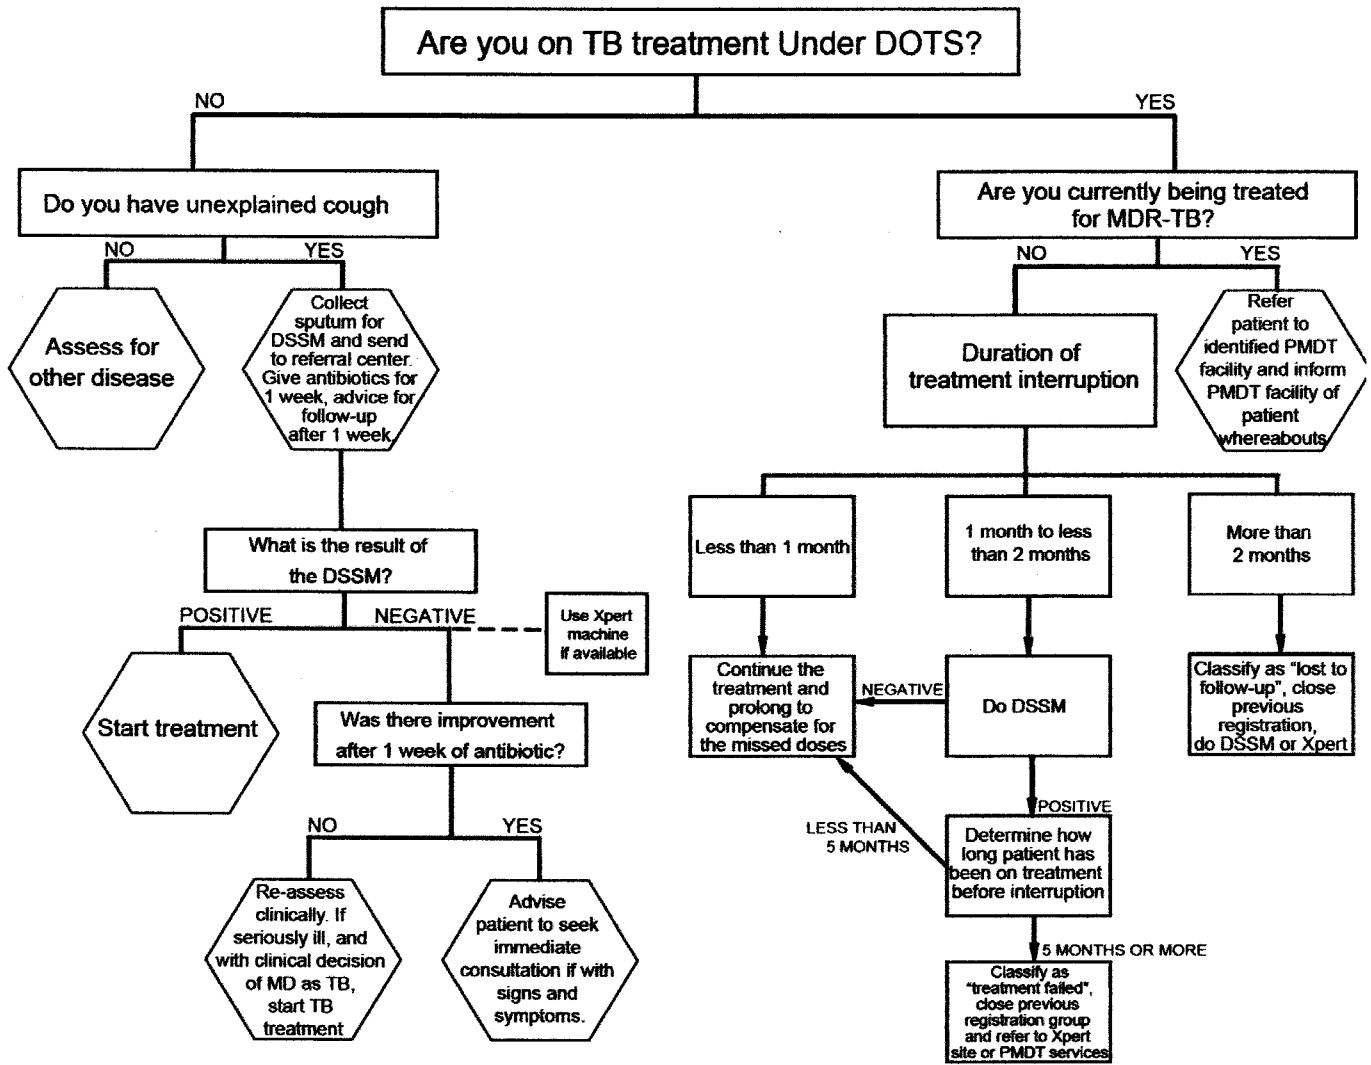 Are you on TB treatment Under DOTS?
NO
YES
Do you have unexplained cough
Are you currently being treated
for MDR-TB?
NO
YES
NO
YES
Assess for
other disease
Collect
sputum for
DSSM and send
to referral center.
Give antibiotics for
1 week, advice for
follow-up
after 1 week.
Duration of
treatment interruption
Refer
patient to
identified PMDT
facility and inform
PMDT facility of
patient
whereabouts
Less than 1 month
1 month to less
than 2 months
More than
2 months
What is the result of
the DSSM?
POSITIVE
NEGATIVE
Use Xpert
machine
if available
Start treatment
Was there improvement
after 1 week of antibiotic?
Continue the
treatment and
prolong to
compensate for
the missed doses
NEGATIVE
Do DSSM
Classify as "lost to
follow-up", close
previous
registration,
do DSSM or Xpert
POSITIVE
LESS THAN
5 MONTHS
Determine how
long patient has
been on treatment
before interruption
NO
YES
Re-assess
clinically. If
seriously ill, and
with clinical decision
of MD as TB,
start TB
treatment
Advise
patient to seek
immediate
consultation if with
signs and
symptoms.
5 MONTHS OR MORE
Classify as
"treatment failed",
close previous
registration group
and refer to Xpert
site or PMDT services